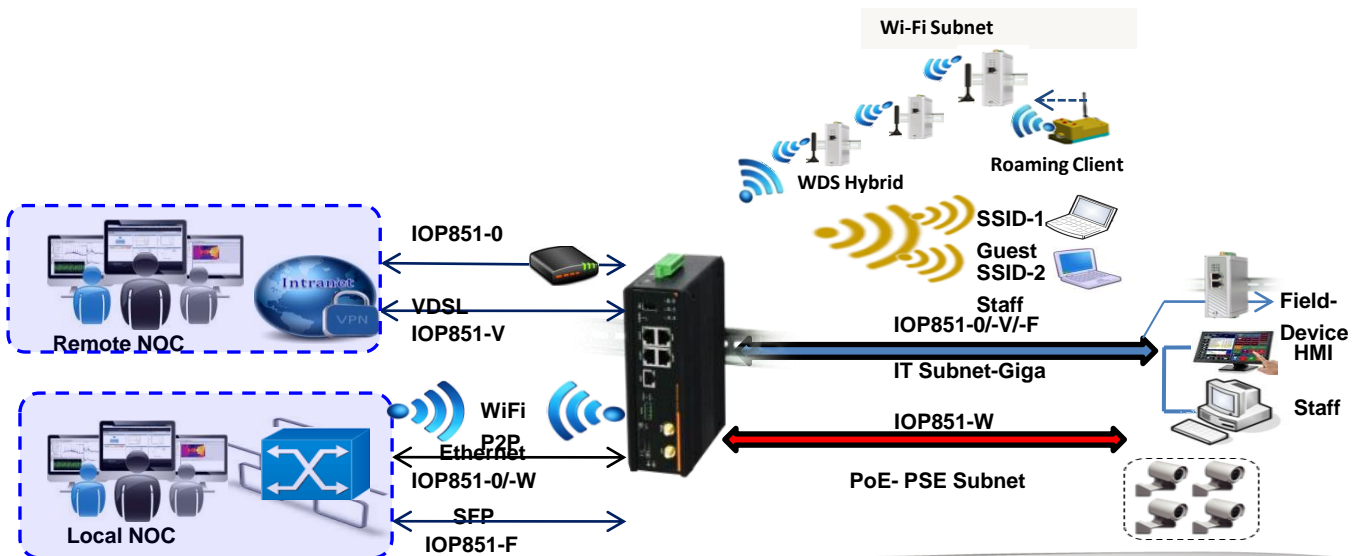 Wi-Fi Subnet
Roaming Client
WDS Hybrid
SSID-1
Guest
SSID-2
Staff
IOP851-0
Intranet
VPN
VDSL
IOP851-V
Remote NOC
IOP851-0/-V/-F
IT Subnet-Giga
Field-
Device
HMI
Staff
WiFi
P2P
Ethernet
IOP851-0/-W
SFP
IOP851-F
Local NOC
IOP851-W
PoE- PSE Subnet